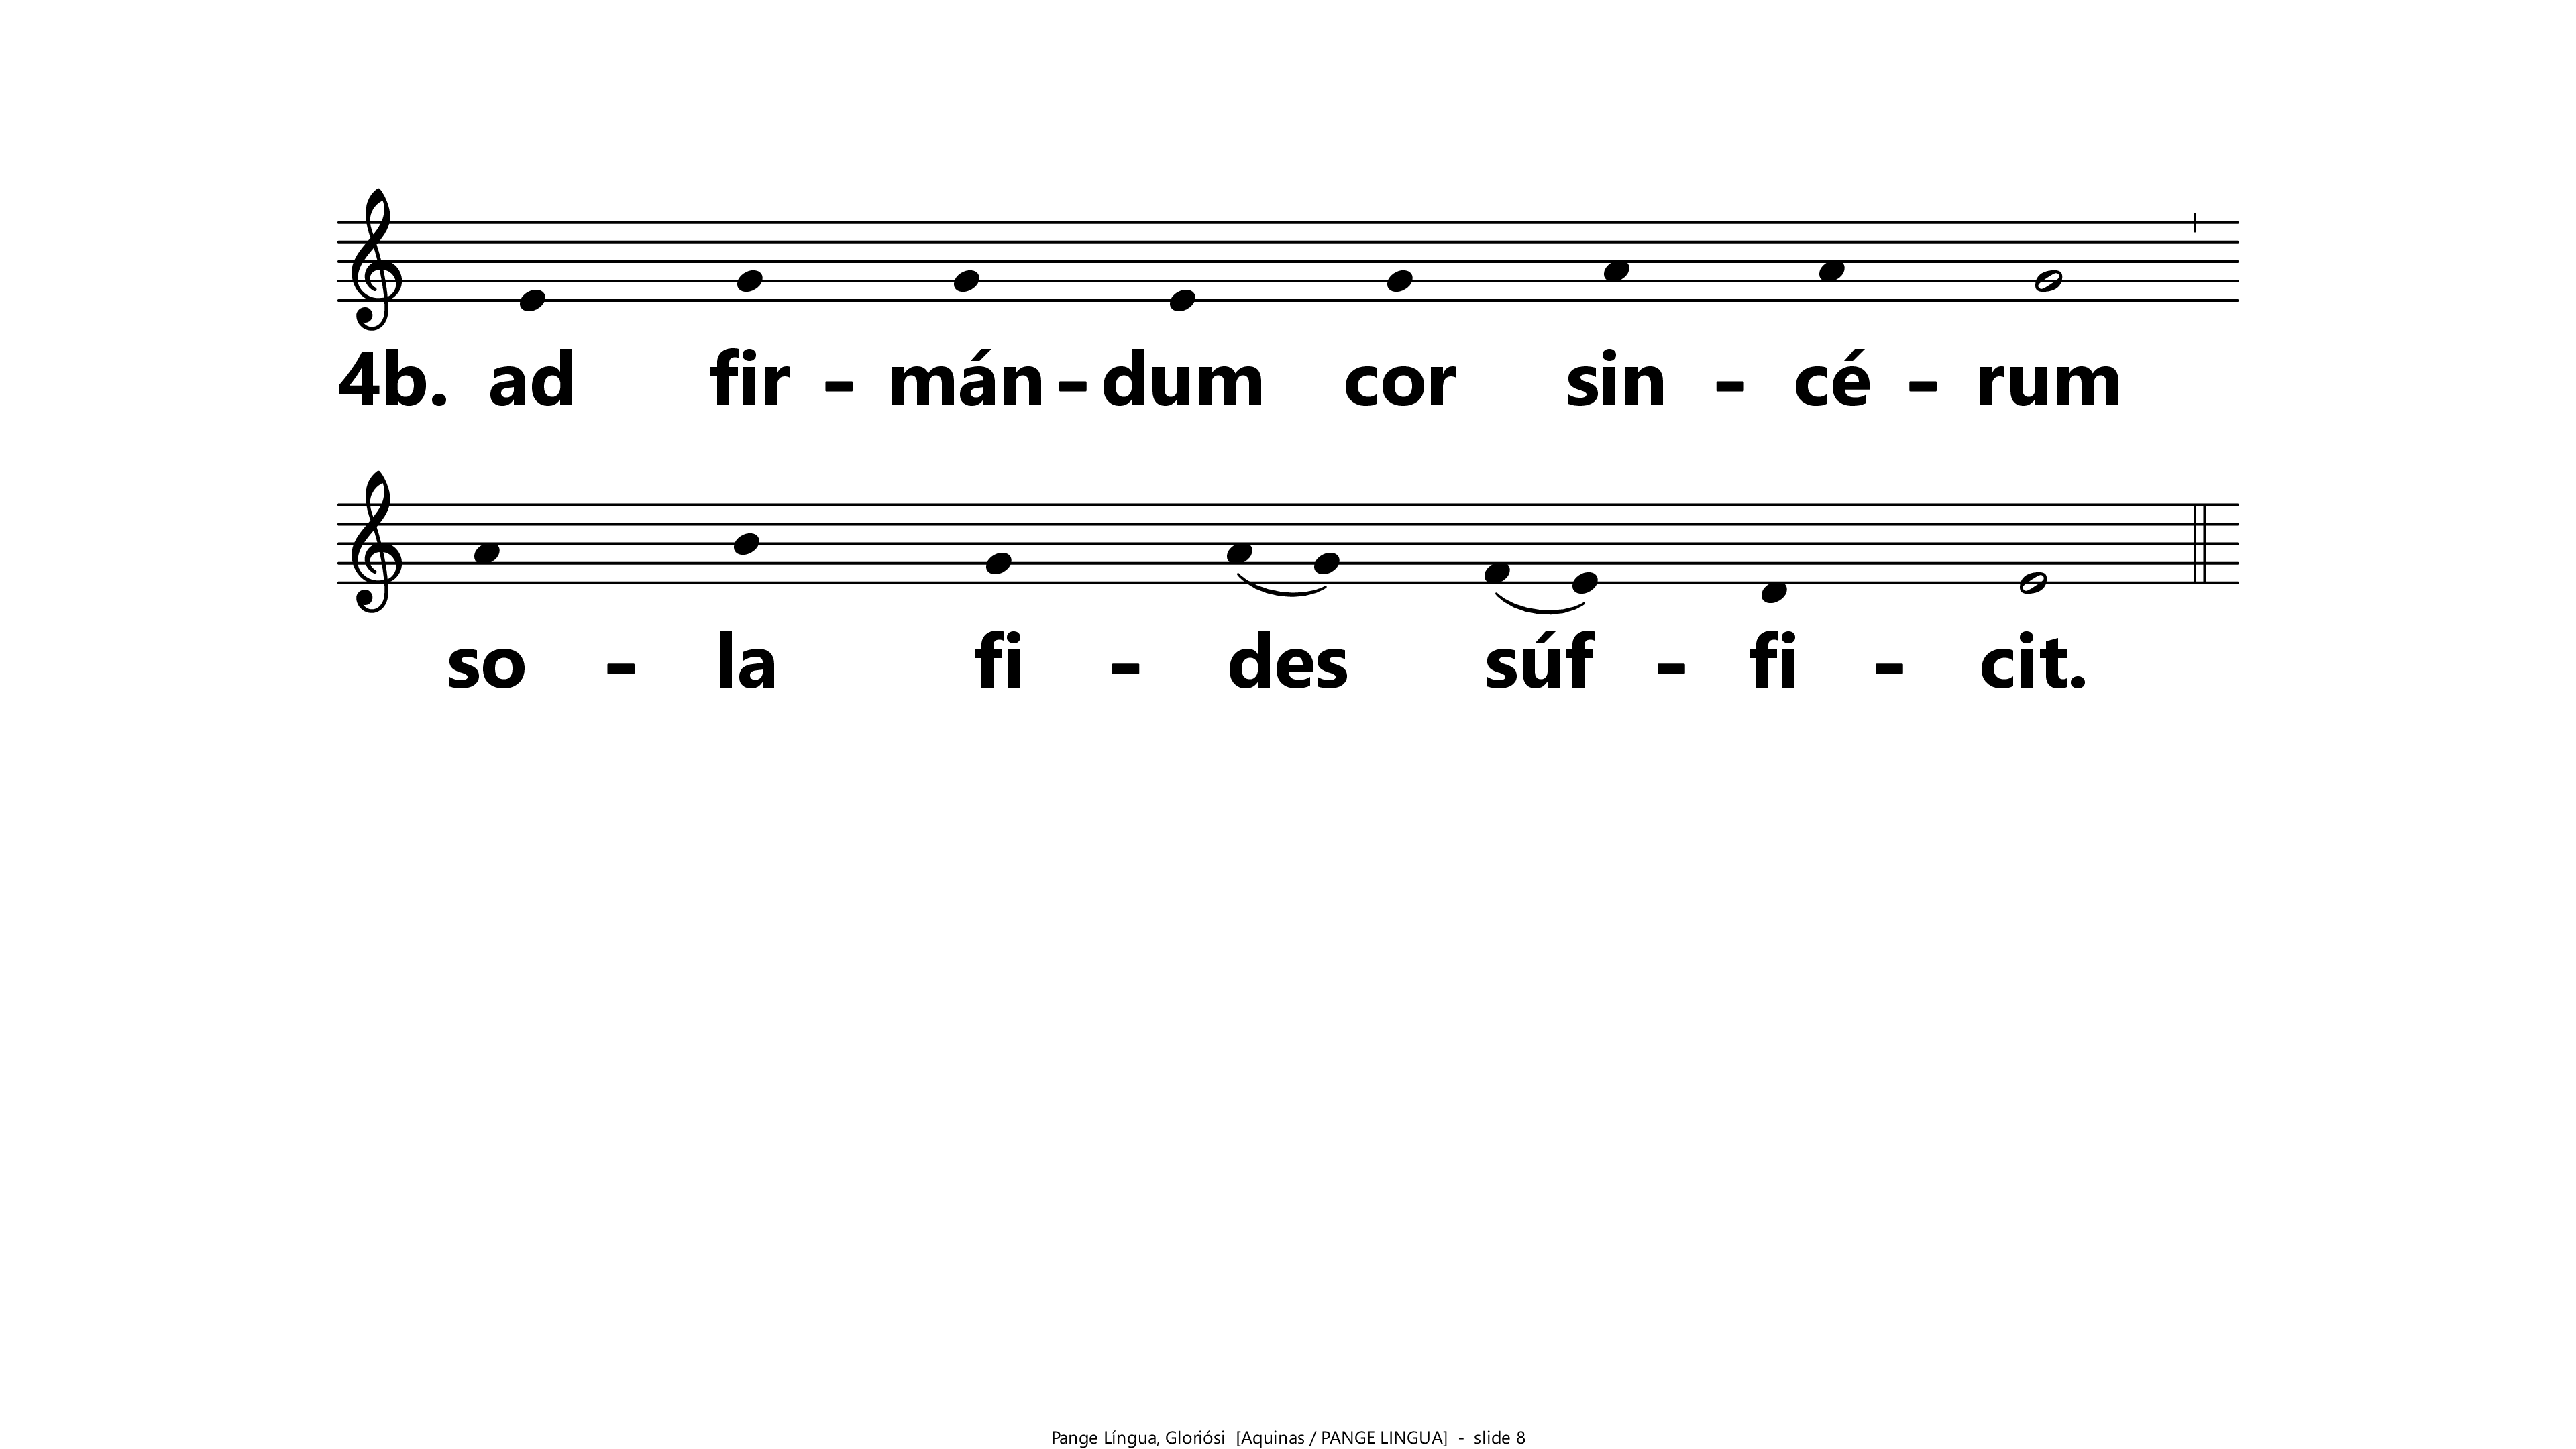 4b. ad fir - mán - dum cor sin - cé - rum
so - la fi - des súf - fi - cit.
Pange Língua, Gloriósi [Aquinas / PANGE LINGUA] - slide 8